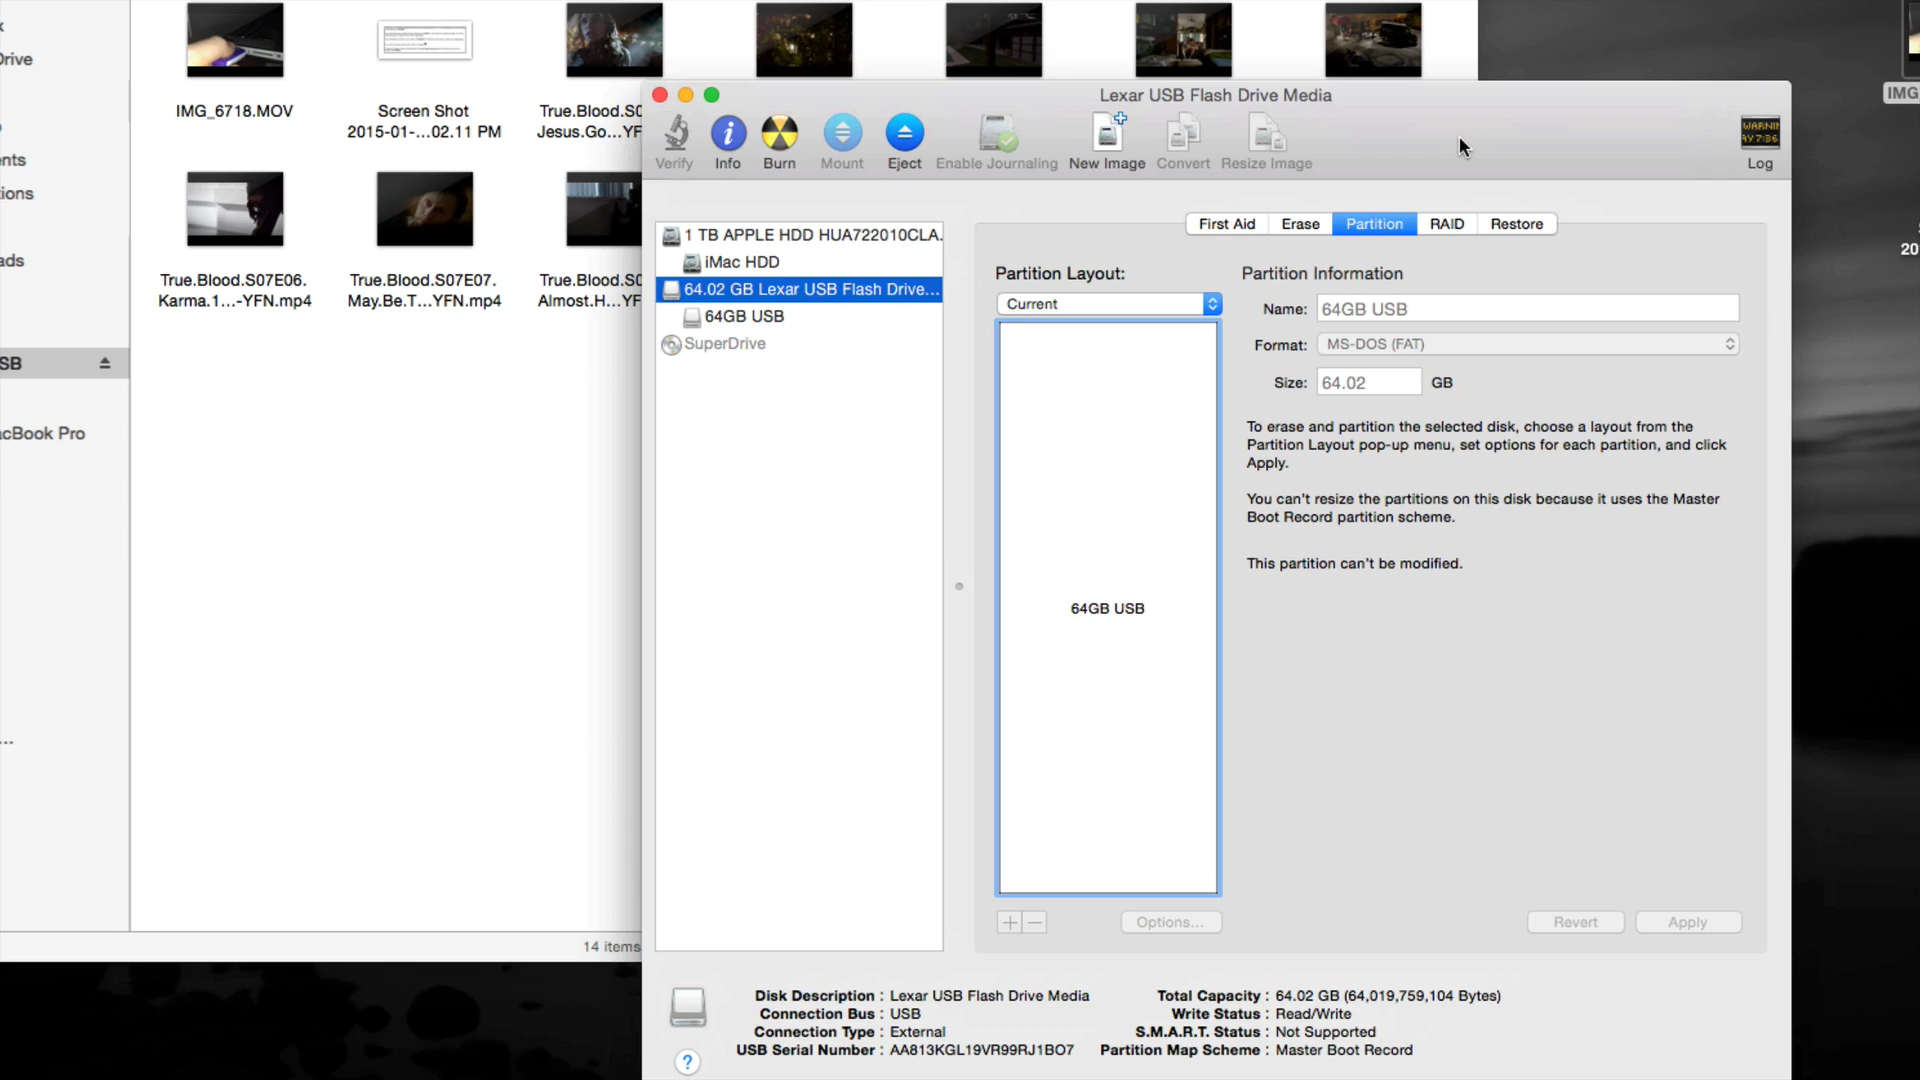 Drive
ents
ions
ads
SB
acBook Pro
...
IMG_6718.MOV
Screen Shot
2015-01-...02.11 PM
True.Blood.S0
Jesus.Go...YF
True.Blood.S07E06.
Karma.1...-YFN.mp4
True.Blood.S07E07.
May.Be.T...YFN.mp4
True.Blood.S0
Almost.H...YF
14 items
IMG
20
Lexar USB Flash Drive Media
Verify
Info
Burn
Mount
Eject
Enable Journaling
New Image
Convert
Resize Image
WARNIN
AY 7:36
Log
1 TB APPLE HDD HUA722010CLA.
iMac HDD
64.02 GB Lexar USB Flash Drive...
64GB USB
SuperDrive
First Aid
Erase
Partition
RAID
Restore
Partition Layout:
Current
64GB USB
Options...
Partition Information
Name: 64GB USB
Format: MS-DOS (FAT)
Size: 64.02 GB
To erase and partition the selected disk, choose a layout from the
Partition Layout pop-up menu, set options for each partition, and click
Apply.
You can't resize the partitions on this disk because it uses the Master
Boot Record partition scheme.
This partition can't be modified.
Revert
Apply
Disk Description : Lexar USB Flash Drive Media
Connection Bus : USB
Connection Type : External
USB Serial Number : AA813KGL19VR99RJ1BO7
Total Capacity : 64.02 GB (64,019,759,104 Bytes)
Write Status : Read/Write
S.M.A.R.T. Status : Not Supported
Partition Map Scheme : Master Boot Record
?